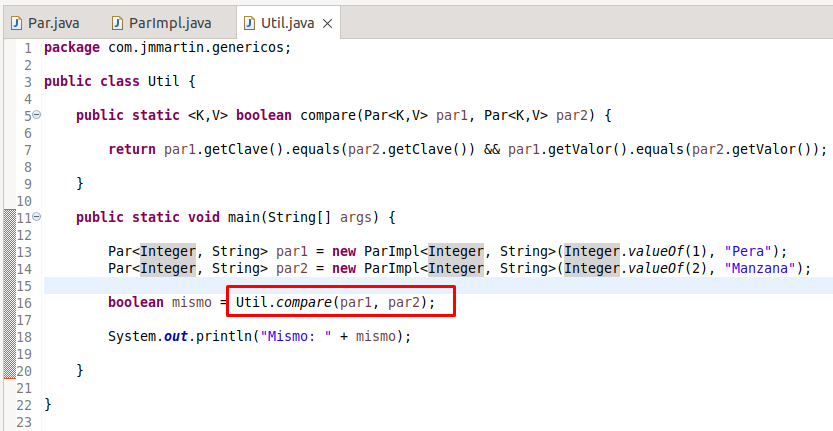 Par.java ParImpl.java Util.java
1 package com.jmmartin.genericos;
2
3 public class Util {
4
5 public static <K,V> boolean compare(Par<K,V> par1, Par<K,V> par2) {
6
7 return par1.getClave().equals(par2.getClave()) && par1.getValor().equals(par2.getValor());
8
9 }
10
11 public static void main(String[] args) {
12
13 Par<Integer, String> par1 = new ParImpl<Integer, String>(Integer.valueOf(1), "Pera");
14 Par<Integer, String> par2 = new ParImpl<Integer, String>(Integer.valueOf(2), "Manzana");
15
16 boolean mismo = Util.compare(par1, par2);
17
18 System.out.println("Mismo: " + mismo);
19
20 }
21
22 }
23